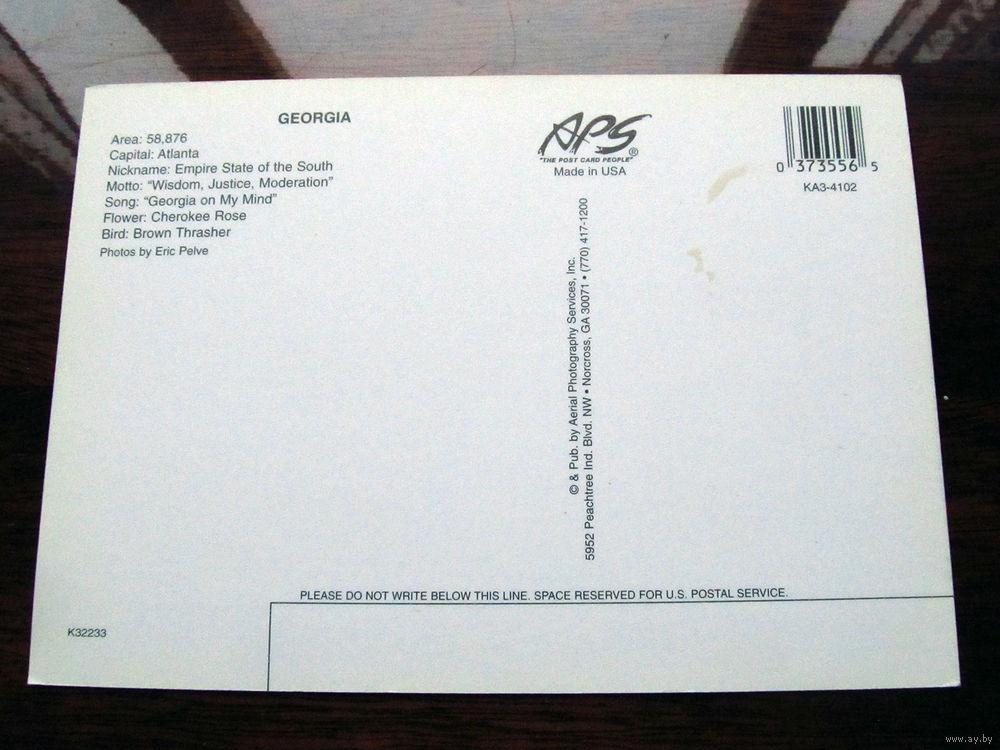 GEORGIA
Area: 58,876
Capital: Atlanta
Nickname: Empire State of the South
Motto: “Wisdom, Justice, Moderation”
Song: “Georgia on My Mind”
Flower: Cherokee Rose
Bird: Brown Thrasher
Photos by Eric Pelve
APS®
"THE POST CARD PEOPLE"
Made in USA
0 373556 5
KA3-4102
© & Pub. by Aerial Photography Services, Inc.
5952 Peachtree Ind. Blvd. NW • Norcross, GA 30071 • (770) 417-1200
PLEASE DO NOT WRITE BELOW THIS LINE. SPACE RESERVED FOR U.S. POSTAL SERVICE.
K32233
www.ay.by